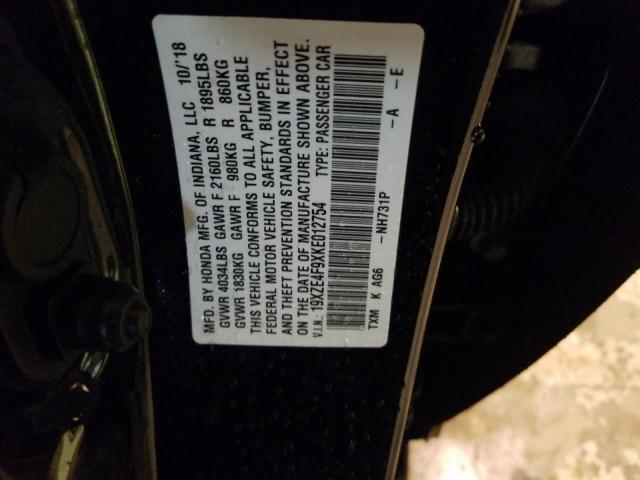 MFD. BY HONDA MFG. OF INDIANA, LLC 10/'18
GVWR 4034LBS GAWR F 2160LBS R 1895LBS
GVWR 1830KG GAWR F 980KG R 860KG
THIS VEHICLE CONFORMS TO ALL APPLICABLE
FEDERAL MOTOR VEHICLE SAFETY, BUMPER,
AND THEFT PREVENTION STANDARDS IN EFFECT
ON THE DATE OF MANUFACTURE SHOWN ABOVE.
V.I.N.: 19XZE4F9XKE012754 TYPE: PASSENGER CAR
TXM K AG6 -NH731P -A -E